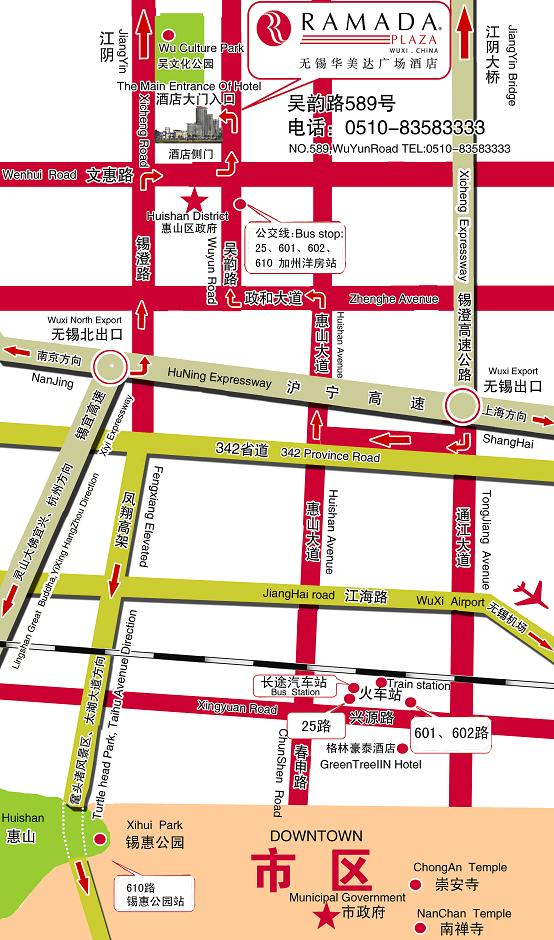 RAMADA
PLAZA
WUXI . CHINA
无锡华美达广场酒店
江阴
JiangYin
Wu Culture Park
吴文化公园
江阴大桥
JiangYin Bridge
The Main Entrance Of Hotel
酒店大门入口
吴韵路589号
电话：0510-83583333
NO.589,WuYunRoad TEL:0510-83583333
酒店侧门
Xicheng Road
Wenhui Road 文惠路
Xicheng Expressway
Huishan District
惠山区政府
公交线:Bus stop:
25、601、602、
610 加州洋房站
锡澄路
吴韵路
Wuyun Road
政和大道
Zhenghe Avenue
锡澄高速公路
惠山大道
Huishan Avenue
Wuxi North Export
无锡北出口
南京方向
NanJing
HuNing Expressway 沪宁高速
Wuxi Export
无锡出口
上海方向
ShangHai
锡宜高速
Xiyi Expressway
342省道 342 Province Road
灵山大佛宜兴、杭州方向
Lingshan Great Buddha,YiXing HangZhou Direction
凤翔高架
Fengxiang Elevated
惠山大道
Huishan Avenue
通江大道
TongJiang Avenue
JiangHai road 江海路
WuXi Airport
无锡机场
鼋头渚风景区、太湖大道方向
Turtle head Park, TaihuAvenue Direction
长途汽车站
Bus Station
Train station
火车站
Xingyuan Road
兴源路
25路
601、602路
春申路
ChunShen Road
格林豪泰酒店
GreenTreeIIN Hotel
Huishan
惠山
Xihui Park
锡惠公园
610路
锡惠公园站
DOWNTOWN
市区
Municipal Government
市政府
ChongAn Temple
崇安寺
NanChan Temple
南禅寺